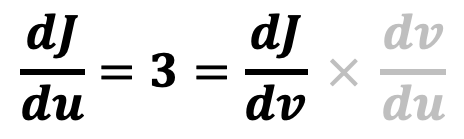 dJ/du = 3 = dJ/dv × dv/du